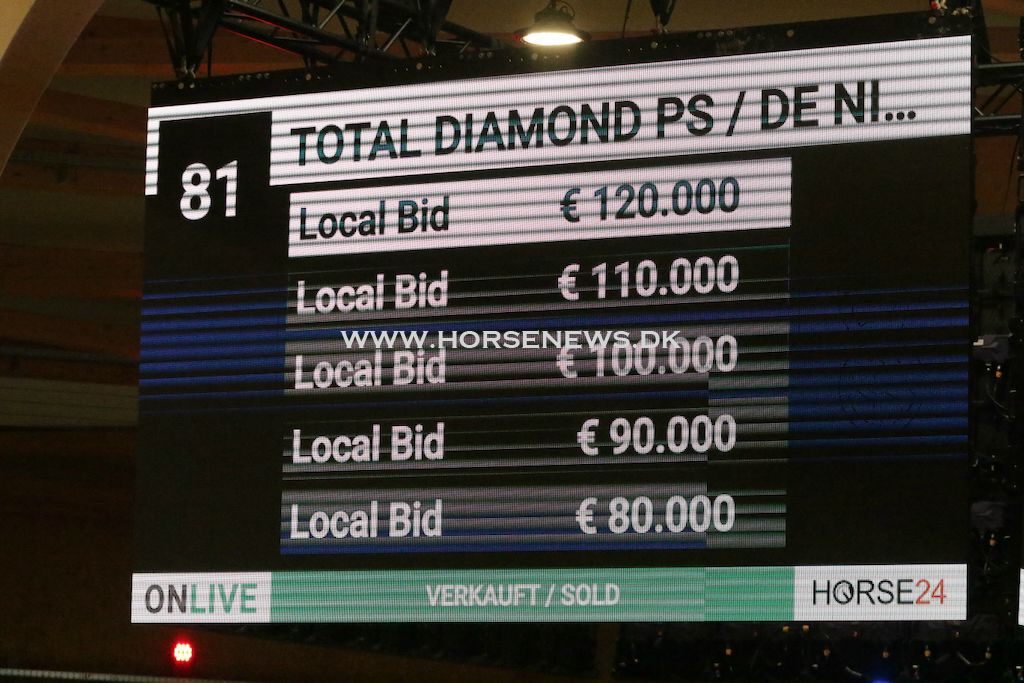 81
TOTAL DIAMOND PS / DE NI...
Local Bid € 120.000
Local Bid € 110.000
WWW.HORSENEWS.DK
Local Bid € 100.000
Local Bid € 90.000
Local Bid € 80.000
ONLIVE VERKAUFT / SOLD HORSE24